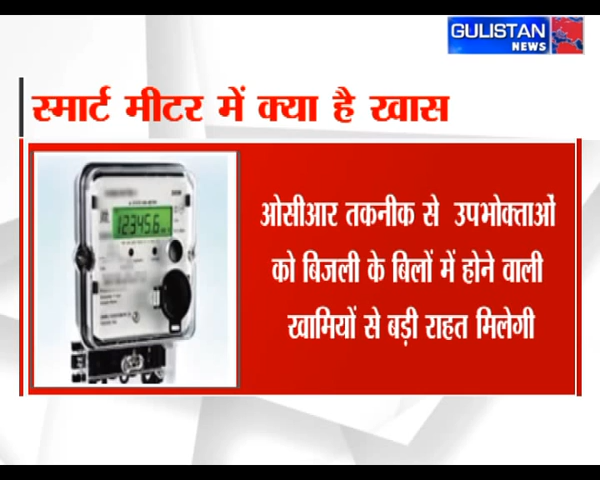 GULISTAN
NEWS
स्मार्ट मीटर में क्या है खास
12345.6
ओसीआर तकनीक से उपभोक्ताओं
को बिजली के बिलों में होने वाली
खामियों से बड़ी राहत मिलेगी